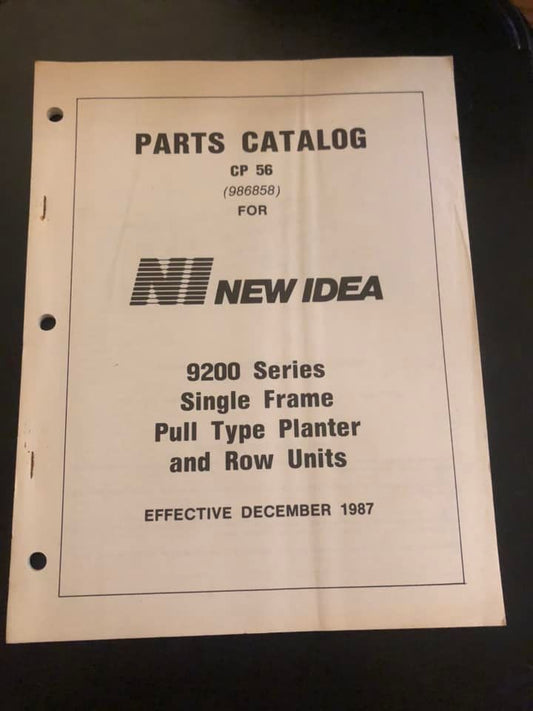 PARTS CATALOG
CP 56
(986858)
FOR
NI NEW IDEA
9200 Series
Single Frame
Pull Type Planter
and Row Units
EFFECTIVE DECEMBER 1987